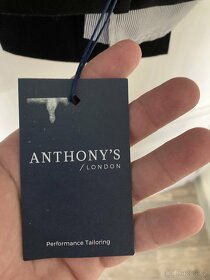 ANTHONY'S
/ LONDON
Performance Tailoring